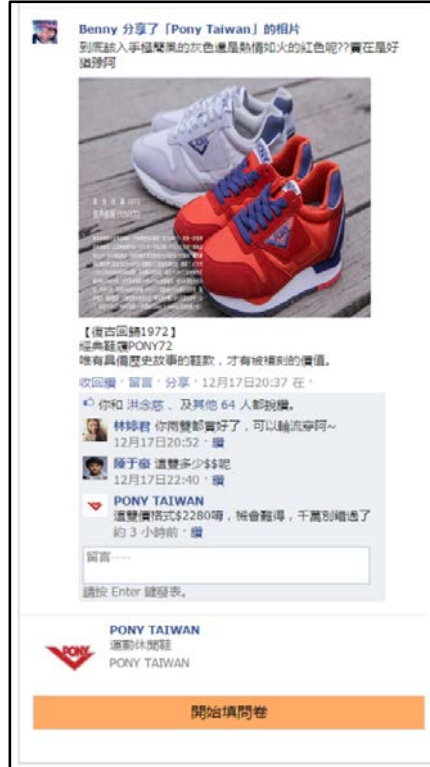 Benny 分享了「Pony Taiwan」的相片
到底該入手極簡風的灰色還是熱情如火的紅色呢??實在是好
猶豫阿
【復古回歸1972】
經典鞋履PONY72
唯有具備歷史故事的鞋款，才有被複刻的價值。
收回讚．留言．分享．12月17日20:37 在．
你和 洪念慈 、及其他 64 人都說讚。
林婷君 你兩雙都買好了，可以輪流穿阿~
12月17日20:52．讚
陳于豪 這雙多少$$呢
12月17日22:40．讚
PONY TAIWAN
這雙價格式$2280唷，機會難得，千萬別錯過了
約 3 小時前．讚
留言……
請按 Enter 鍵發表。
PONY
PONY TAIWAN
運動休閒鞋
PONY TAIWAN
開始填問卷